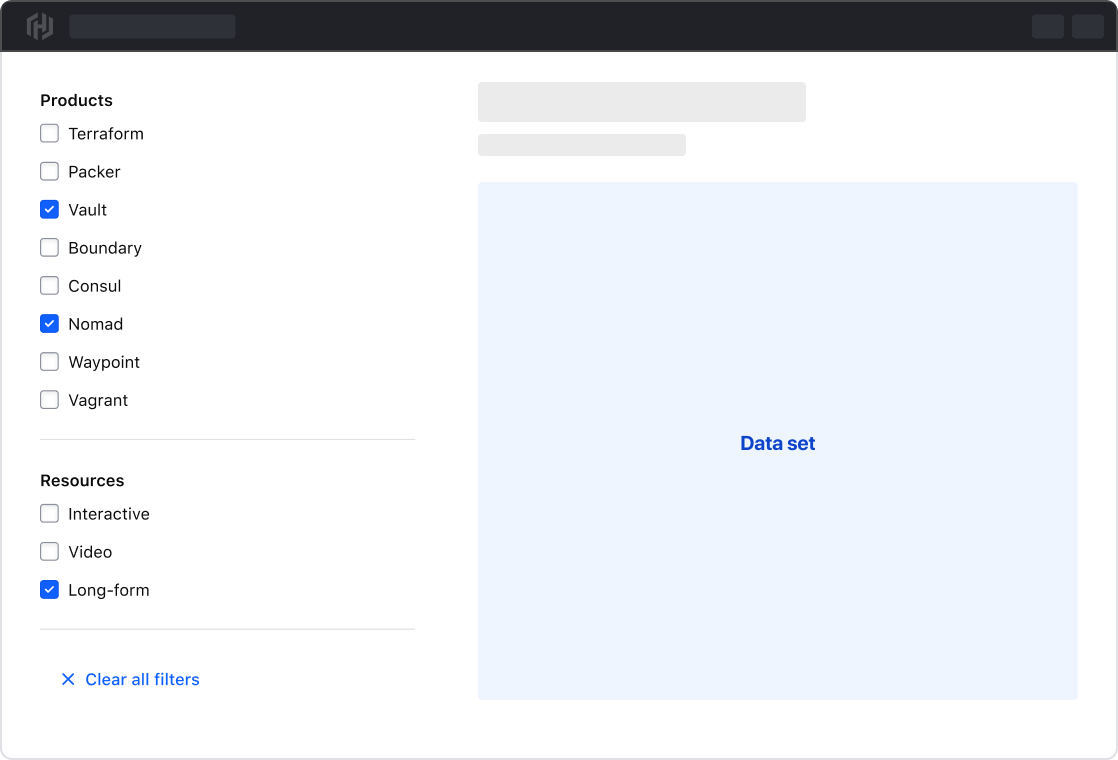 Products
Terraform
Packer
Vault
Boundary
Consul
Nomad
Waypoint
Vagrant
Resources
Interactive
Video
Long-form
Clear all filters
Data set